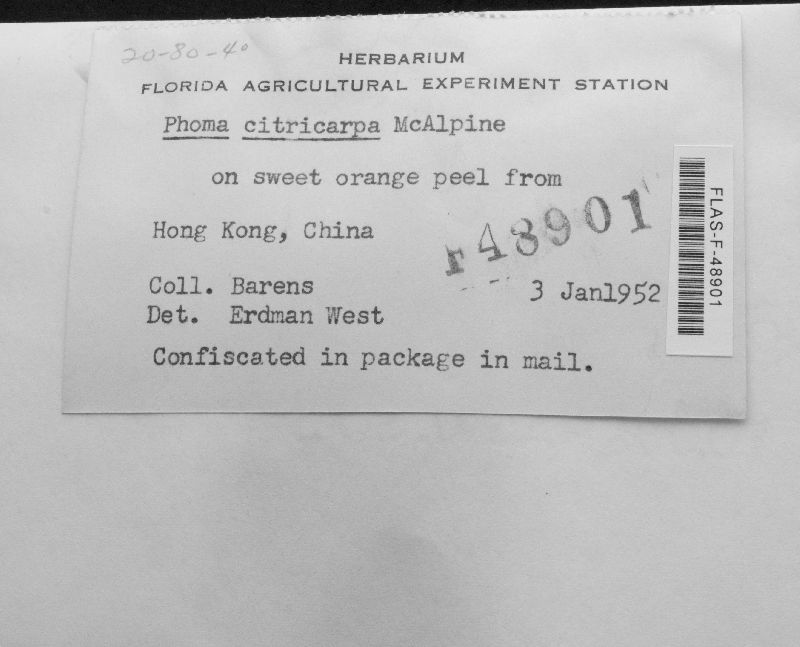 20-80-40
HERBARIUM
FLORIDA AGRICULTURAL EXPERIMENT STATION
Phoma citricarpa McAlpine
on sweet orange peel from
Hong Kong, China
F48901
Coll. Barens
3 Jan1952
Det. Erdman West
Confiscated in package in mail.
FLAS-F-48901